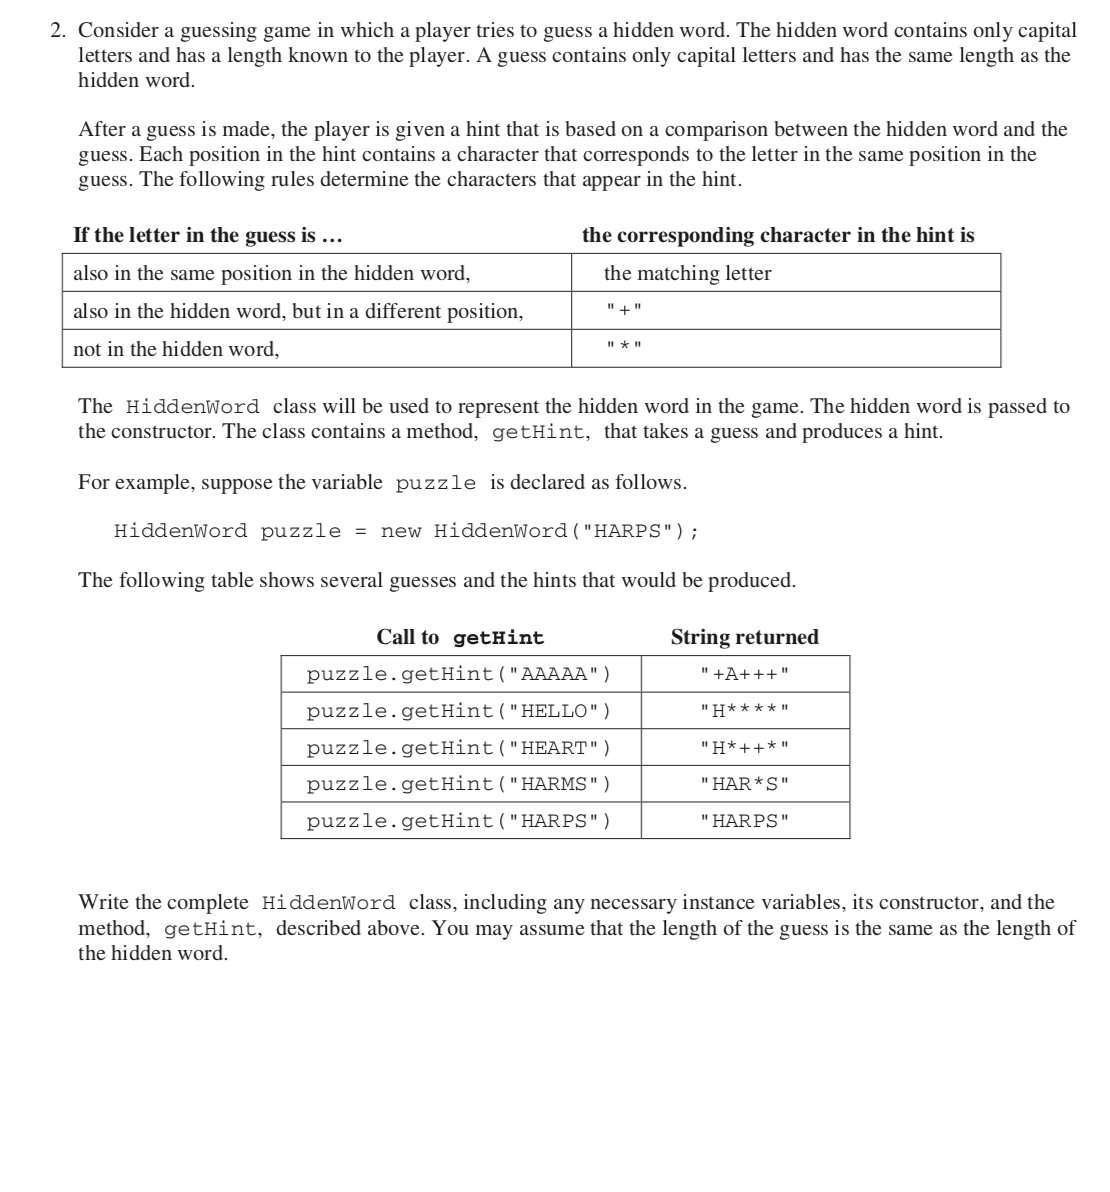 2. Consider a guessing game in which a player tries to guess a hidden word. The hidden word contains only capital
letters and has a length known to the player. A guess contains only capital letters and has the same length as the
hidden word.
After a guess is made, the player is given a hint that is based on a comparison between the hidden word and the
guess. Each position in the hint contains a character that corresponds to the letter in the same position in the
guess. The following rules determine the characters that appear in the hint.
If the letter in the guess is ... the corresponding character in the hint is
also in the same position in the hidden word, the matching letter
also in the hidden word, but in a different position, "+"
not in the hidden word, "*"
The HiddenWord class will be used to represent the hidden word in the game. The hidden word is passed to
the constructor. The class contains a method, getHint, that takes a guess and produces a hint.
For example, suppose the variable puzzle is declared as follows.
HiddenWord puzzle = new HiddenWord("HARPS");
The following table shows several guesses and the hints that would be produced.
Call to getHint String returned
puzzle.getHint("AAAAA") "+A+++"
puzzle.getHint("HELLO") "H****"
puzzle.getHint("HEART") "H*++*"
puzzle.getHint("HARMS") "HAR*S"
puzzle.getHint("HARPS") "HARPS"
Write the complete HiddenWord class, including any necessary instance variables, its constructor, and the
method, getHint, described above. You may assume that the length of the guess is the same as the length of
the hidden word.